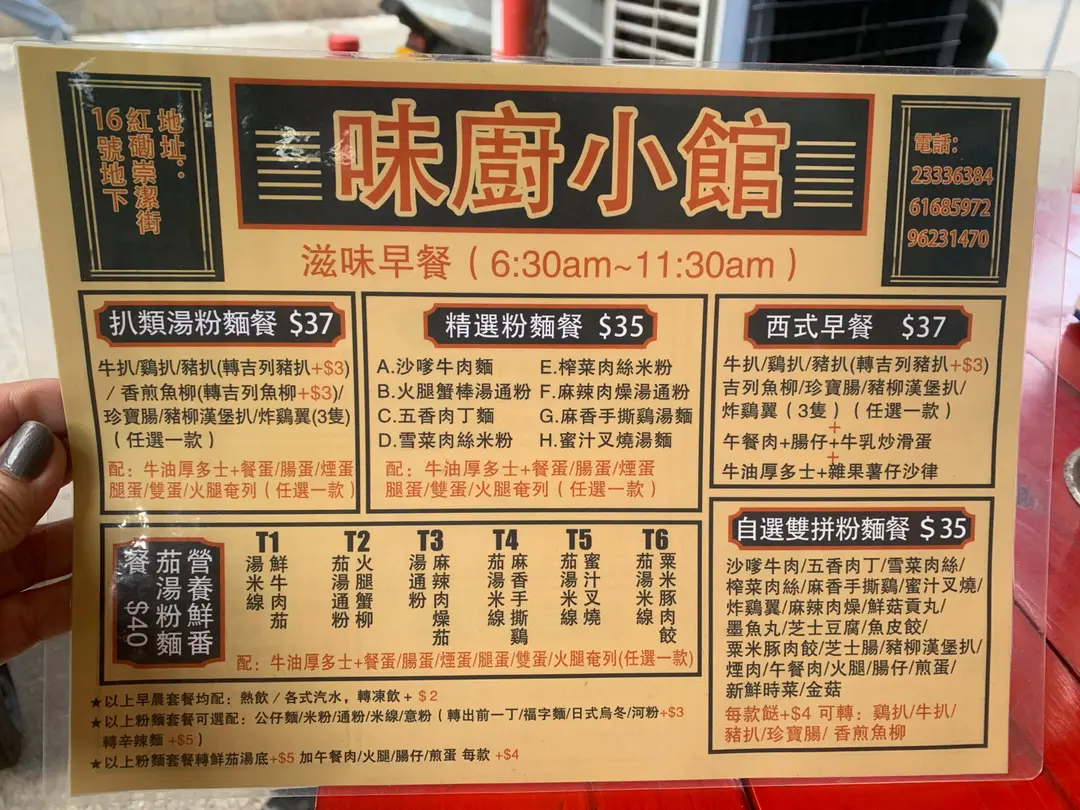 地址：
紅磡崇潔街
16號地下
味廚小館
電話：
23336384
61685972
96231470
滋味早餐（6:30am~11:30am）
扒類湯粉麵餐 $37
牛扒/鷄扒/豬扒(轉吉列豬扒+$3)
/ 香煎魚柳(轉吉列魚柳+$3)/
珍寶腸/豬柳漢堡扒/炸鷄翼(3隻)
（任選一款）
配：牛油厚多士+餐蛋/腸蛋/煙蛋
腿蛋/雙蛋/火腿奄列（任選一款）
精選粉麵餐 $35
A.沙嗲牛肉麵
B.火腿蟹棒湯通粉
C.五香肉丁麵
D.雪菜肉絲米粉
E.榨菜肉絲米粉
F.麻辣肉燥湯通粉
G.麻香手撕鷄湯麵
H.蜜汁叉燒湯麵
配：牛油厚多士+餐蛋/腸蛋/煙蛋
腿蛋/雙蛋/火腿奄列（任選一款）
西式早餐 $37
牛扒/鷄扒/豬扒(轉吉列豬扒+$3)
吉列魚柳/珍寶腸/豬柳漢堡扒/
炸鷄翼（3隻）（任選一款）
+
午餐肉+腸仔+牛乳炒滑蛋
+
牛油厚多士+雜果薯仔沙律
營養鮮番
茄湯粉麵
餐 $40
T1
鮮牛肉茄
湯米線
T2
火腿蟹柳
茄湯通粉
T3
麻辣肉燥茄
湯通粉
T4
麻香手撕鷄
茄湯米線
T5
蜜汁叉燒
茄湯米線
T6
粟米豚肉餃
茄湯米線
配：牛油厚多士+餐蛋/腸蛋/煙蛋/腿蛋/雙蛋/火腿奄列(任選一款)
自選雙拼粉麵餐 $35
沙嗲牛肉/五香肉丁/雪菜肉絲/
榨菜肉絲/麻香手撕鷄/蜜汁叉燒/
炸鷄翼/麻辣肉燥/鮮菇貢丸/
墨魚丸/芝士豆腐/魚皮餃/
粟米豚肉餃/芝士腸/豬柳漢堡扒/
煙肉/午餐肉/火腿/腸仔/煎蛋/
新鮮時菜/金菇
每款餸+$4 可轉：鷄扒/牛扒/
豬扒/珍寶腸/ 香煎魚柳
★以上早晨套餐均配：熱飲 / 各式汽水，轉凍飲+ $2
★以上粉麵套餐可選配：公仔麵/米粉/通粉/米線/意粉（轉出前一丁/福字麵/日式烏冬/河粉+$3
轉辛辣麵 +$5）
★以上粉麵套餐轉鮮茄湯底+$5 加午餐肉/火腿/腸仔/煎蛋 每款 +$4